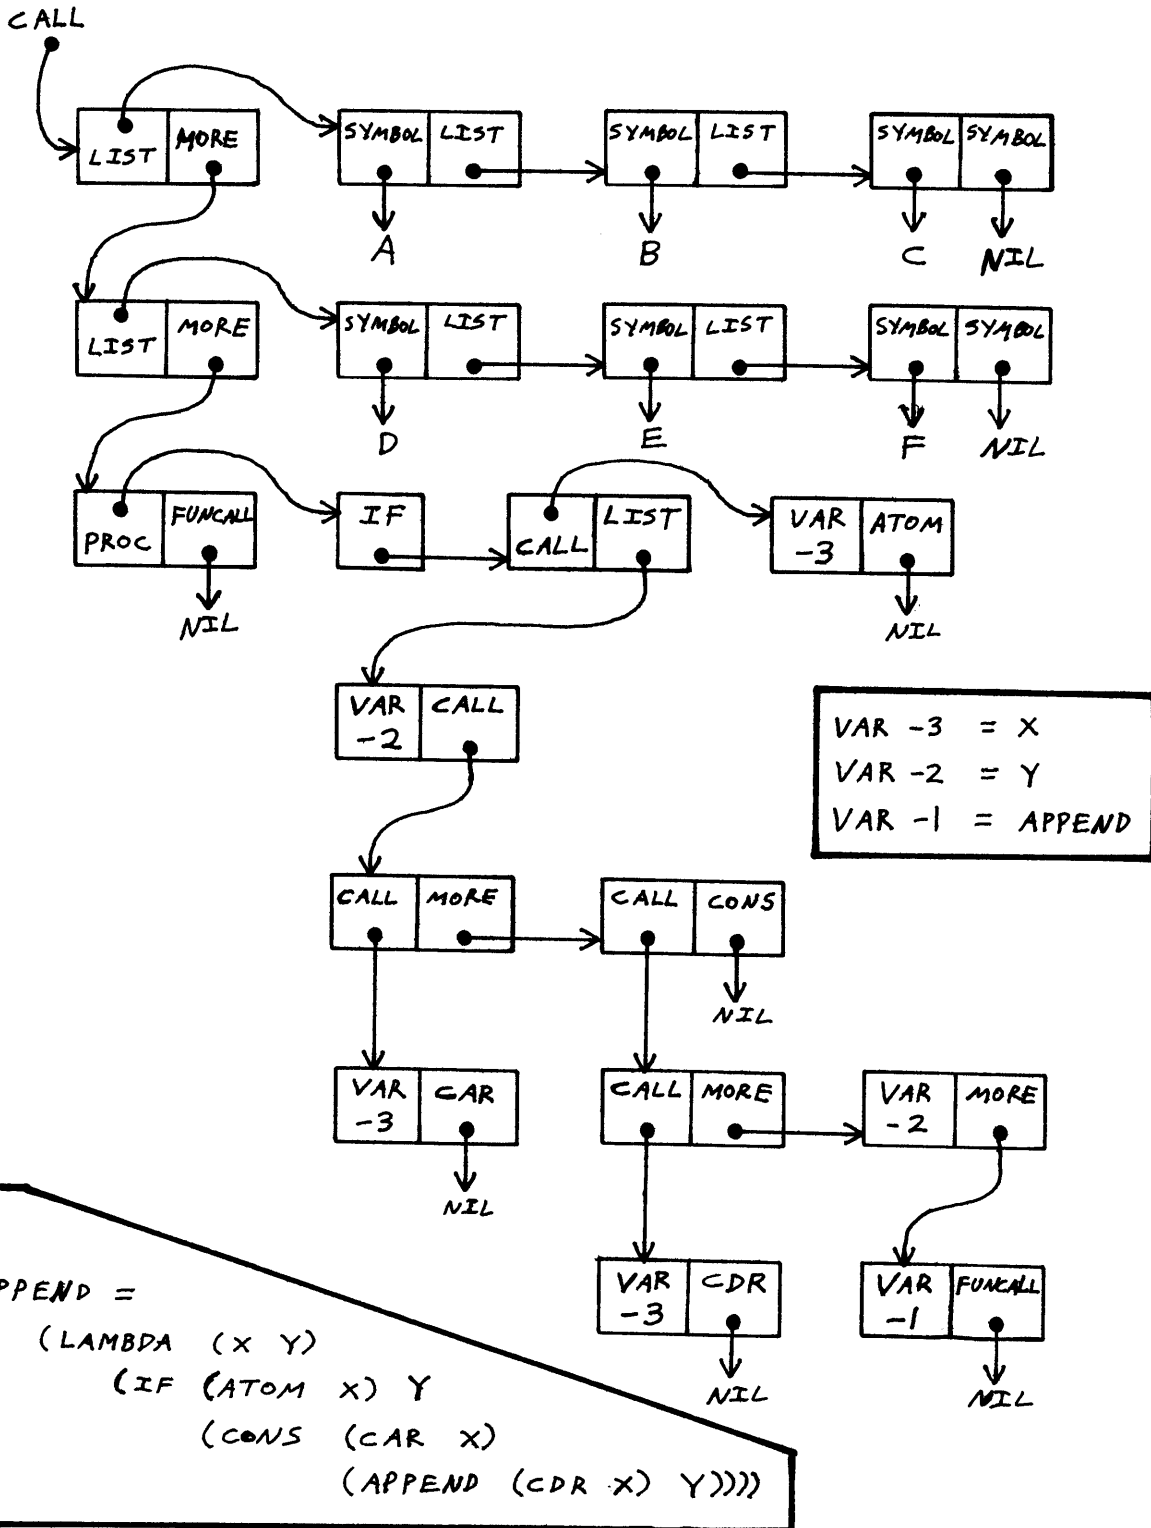 CALL
LIST MORE SYMBOL LIST SYMBOL LIST SYMBOL SYMBOL
A B C NIL
LIST MORE SYMBOL LIST SYMBOL LIST SYMBOL SYMBOL
D E F NIL
PROC FUNCALL IF CALL LIST VAR -3 ATOM
NIL NIL
VAR -2 CALL
VAR -3 = X
VAR -2 = Y
VAR -1 = APPEND
CALL MORE CALL CONS
NIL
VAR -3 CAR CALL MORE VAR -2 MORE
NIL
VAR -3 CDR VAR -1 FUNCALL
NIL NIL
PPEND =
(LAMBDA (X Y)
(IF (ATOM X) Y
(CONS (CAR X)
(APPEND (CDR X) Y))))